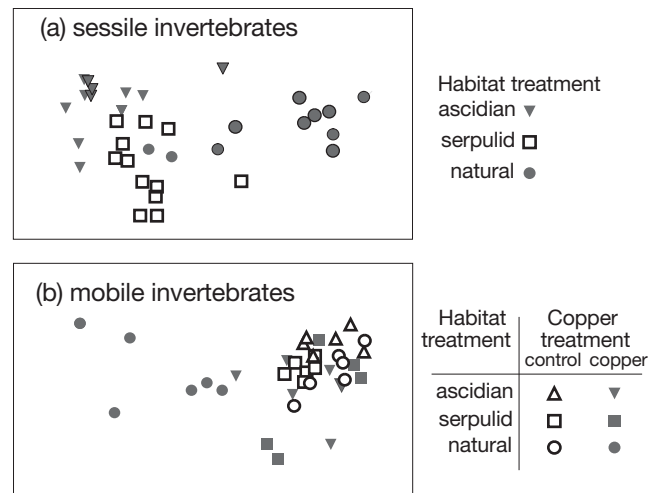 (a) sessile invertebrates
Habitat treatment
ascidian
serpulid
natural
(b) mobile invertebrates
Habitat treatment
Copper treatment
control copper
ascidian
serpulid
natural